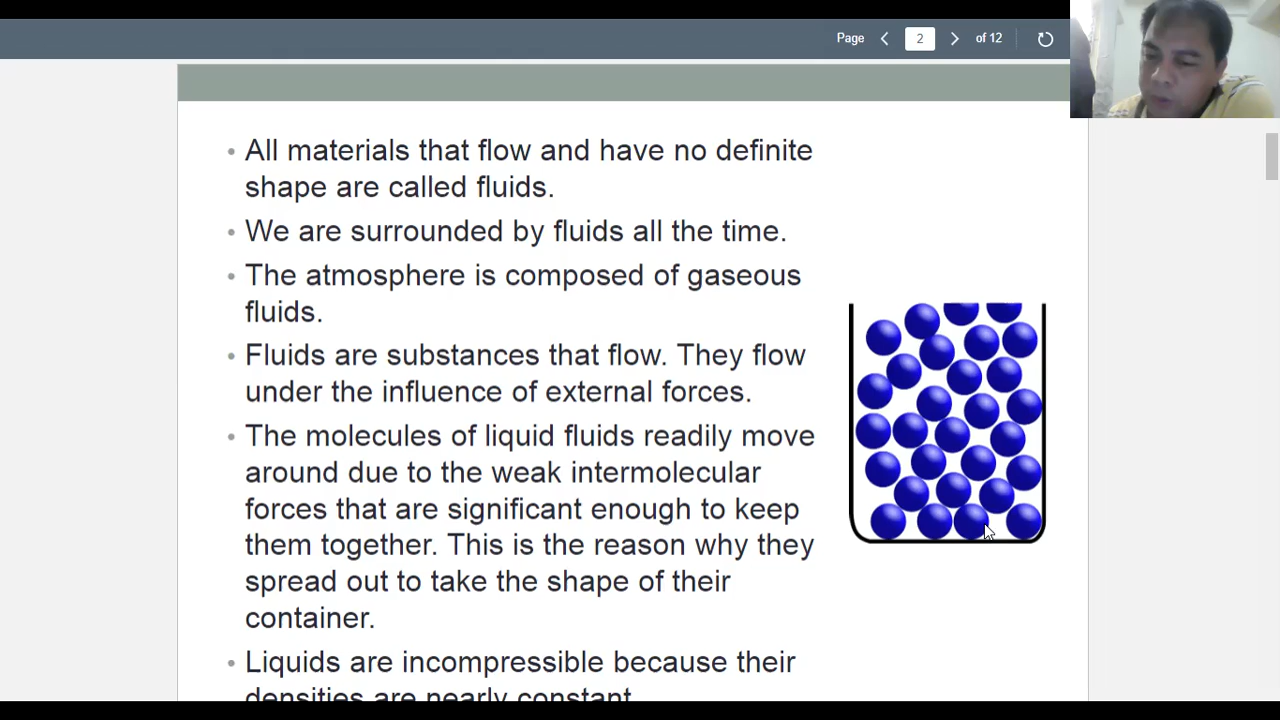 Page 2 of 12
• All materials that flow and have no definite
shape are called fluids.
• We are surrounded by fluids all the time.
• The atmosphere is composed of gaseous
fluids.
• Fluids are substances that flow. They flow
under the influence of external forces.
• The molecules of liquid fluids readily move
around due to the weak intermolecular
forces that are significant enough to keep
them together. This is the reason why they
spread out to take the shape of their
container.
• Liquids are incompressible because their
densities are nearly constant